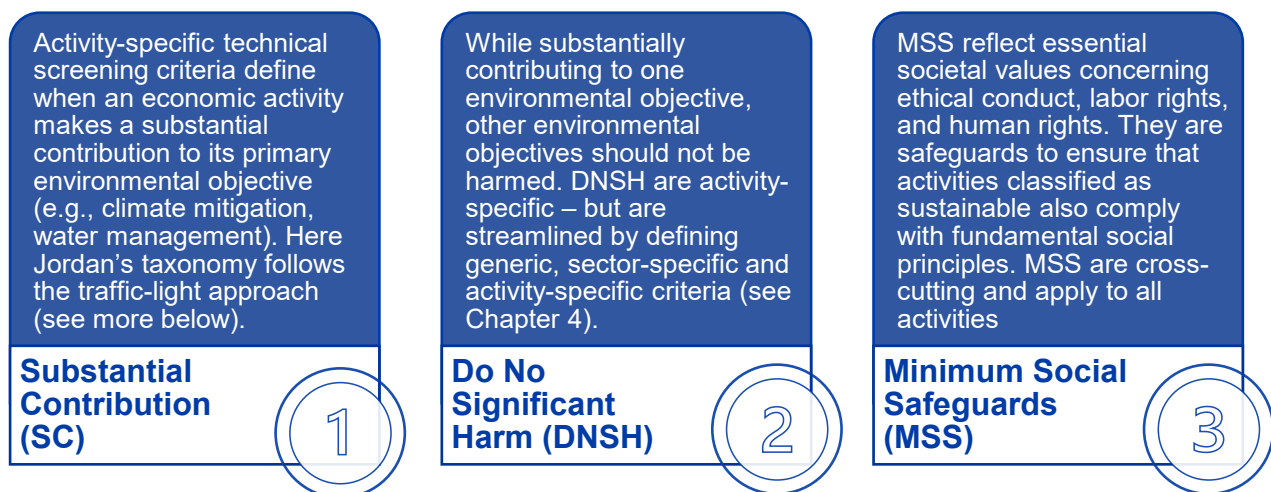 Activity-specific technical
screening criteria define
when an economic activity
makes a substantial
contribution to its primary
environmental objective
(e.g., climate mitigation,
water management). Here
Jordan's taxonomy follows
the traffic-light approach
(see more below).
Substantial
Contribution
(SC)
1
While substantially
contributing to one
environmental objective,
other environmental
objectives should not be
harmed. DNSH are activity-
specific – but are
streamlined by defining
generic, sector-specific and
activity-specific criteria (see
Chapter 4).
Do No
Significant
Harm (DNSH)
2
MSS reflect essential
societal values concerning
ethical conduct, labor rights,
and human rights. They are
safeguards to ensure that
activities classified as
sustainable also comply
with fundamental social
principles. MSS are cross-
cutting and apply to all
activities
Minimum Social
Safeguards
(MSS)
3